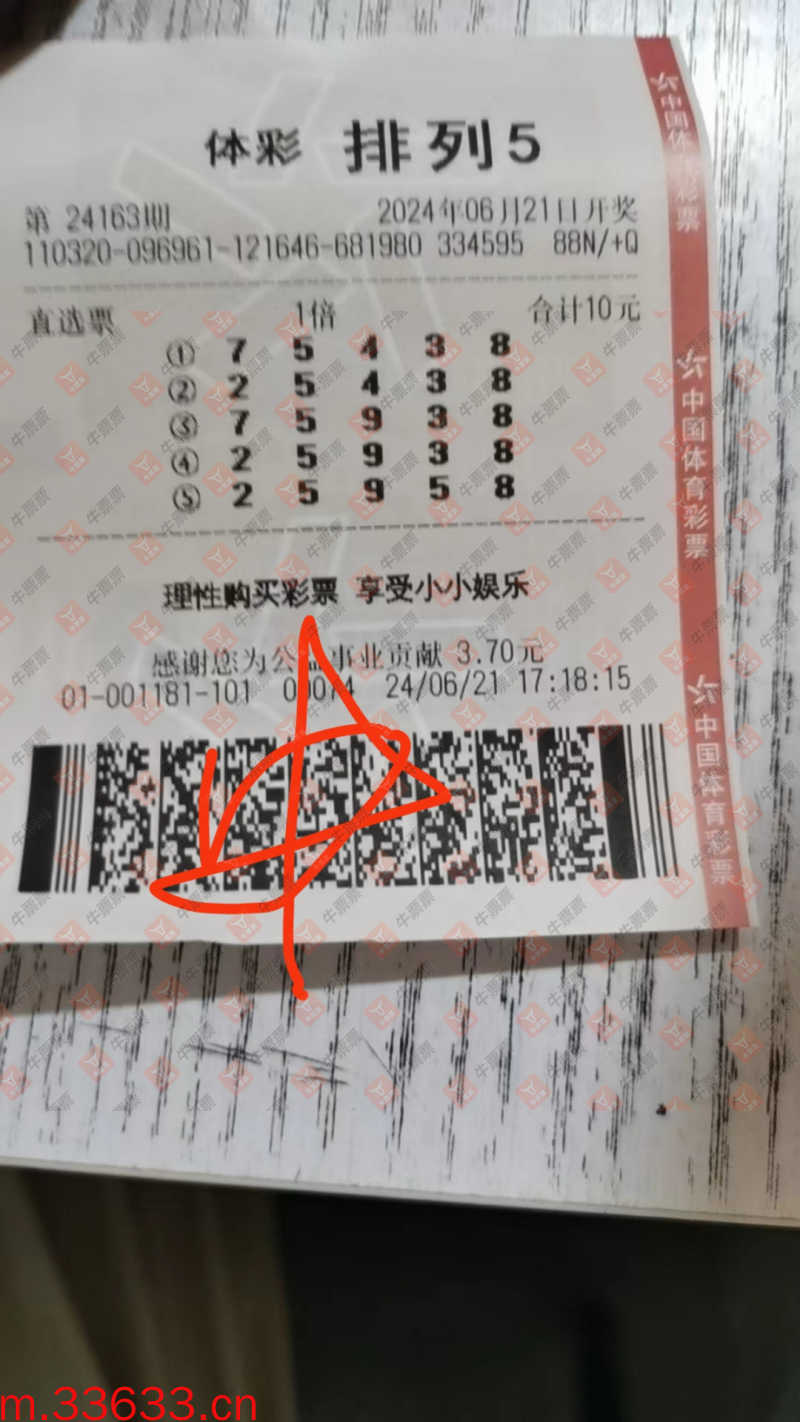 体彩 排列5
第 24163期 2024年06月21日开奖
110320-096961-121646-681980 334595 88N/+Q
直选票 1倍 合计10元
① 7 5 4 3 8
② 2 5 4 3 8
③ 7 5 9 3 8
④ 2 5 9 3 8
⑤ 2 5 9 5 8
理性购买彩票 享受小小娱乐
感谢您为公益事业贡献 3.70元
01-001181-101 00074 24/06/21 17:18:15
中国体育彩票
中国体育彩票
中国体育彩票
牛票票
m.33633.cn